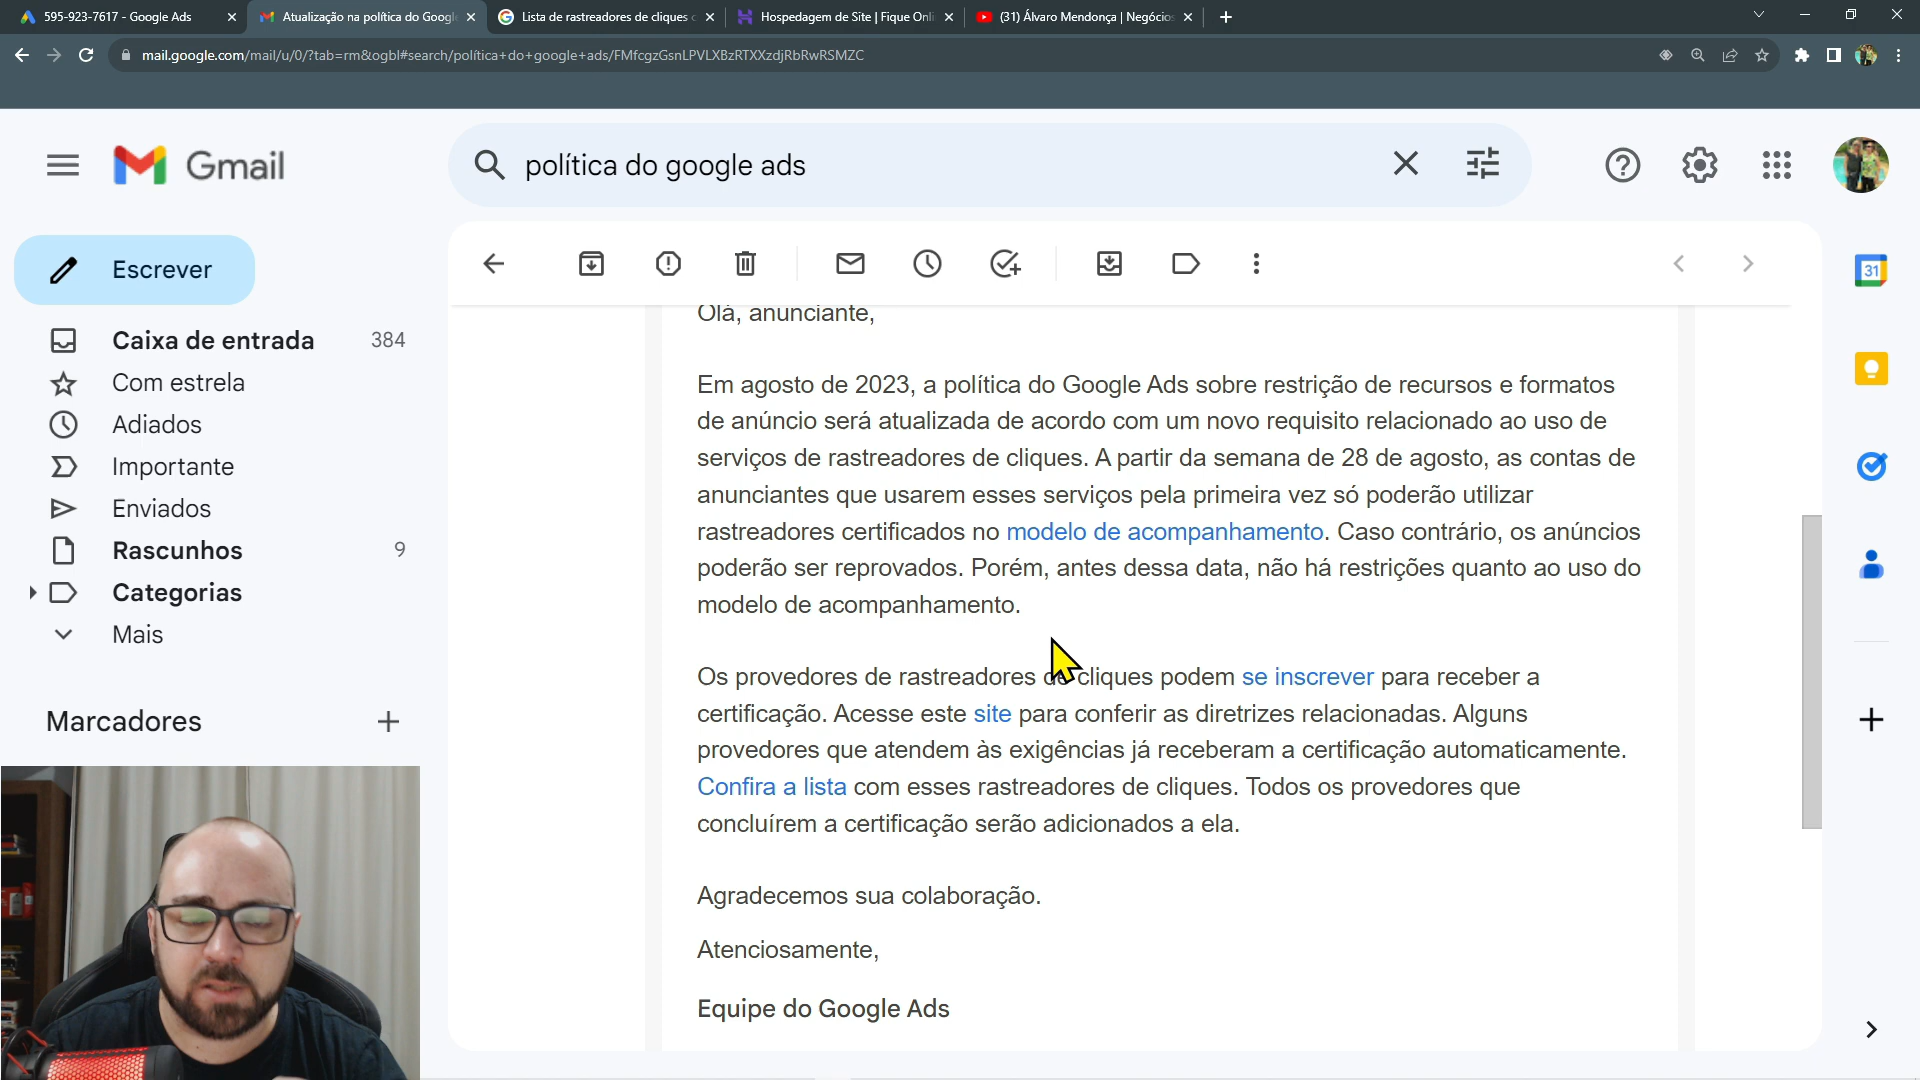 595-923-7617 - Google Ads
Atualização na política do Googl
Lista de rastreadores de cliques c
Hospedagem de Site | Fique Onli
(31) Álvaro Mendonça | Negócios
mail.google.com/mail/u/0/?tab=rm&ogbl#search/política+do+google+ads/FMfcgzGsnLPVLXBzRTXXzdjRbRwRSMZC
Gmail
política do google ads
Escrever
Caixa de entrada 384
Com estrela
Adiados
Importante
Enviados
Rascunhos 9
Categorias
Mais
Marcadores
Olá, anunciante,
Em agosto de 2023, a política do Google Ads sobre restrição de recursos e formatos
de anúncio será atualizada de acordo com um novo requisito relacionado ao uso de
serviços de rastreadores de cliques. A partir da semana de 28 de agosto, as contas de
anunciantes que usarem esses serviços pela primeira vez só poderão utilizar
rastreadores certificados no modelo de acompanhamento. Caso contrário, os anúncios
poderão ser reprovados. Porém, antes dessa data, não há restrições quanto ao uso do
modelo de acompanhamento.
Os provedores de rastreadores de cliques podem se inscrever para receber a
certificação. Acesse este site para conferir as diretrizes relacionadas. Alguns
provedores que atendem às exigências já receberam a certificação automaticamente.
Confira a lista com esses rastreadores de cliques. Todos os provedores que
concluírem a certificação serão adicionados a ela.
Agradecemos sua colaboração.
Atenciosamente,
Equipe do Google Ads
31